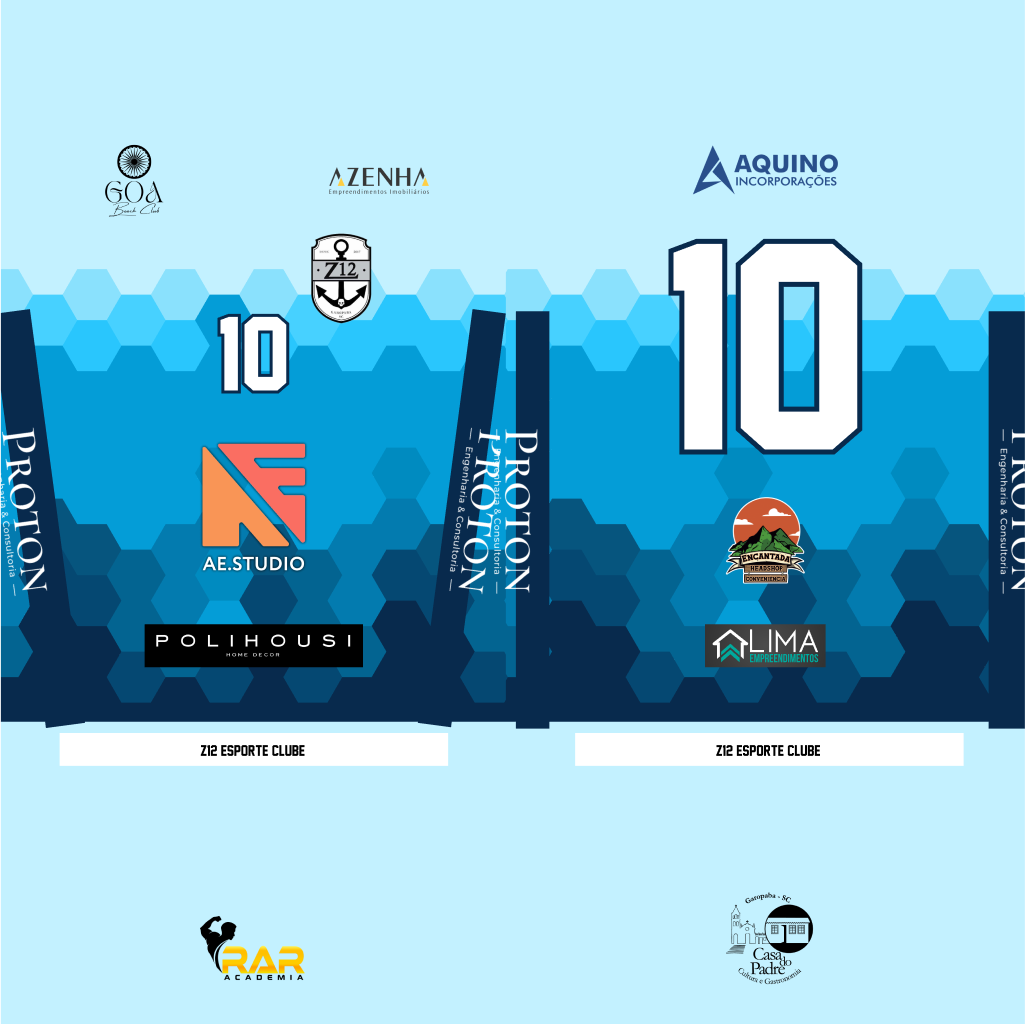 GOA
Beach Club
AZENHA
Empreendimentos Imobiliários
AQUINO
INCORPORAÇÕES
Z12
10
10
PROTON
Engenharia & Consultoria
PROTON
Engenharia & Consultoria
PROTON
Engenharia & Consultoria
PROTON
Engenharia & Consultoria
AE.STUDIO
ENCANTADA
HEADSHOP
CONVENIENCIA
POLIHOUSI
HOME DECOR
LIMA
EMPREENDIMENTOS
Z12 ESPORTE CLUBE
Z12 ESPORTE CLUBE
RAR
ACADEMIA
Garopaba - SC
Casa do
Padre
Cultura e Gastronomia